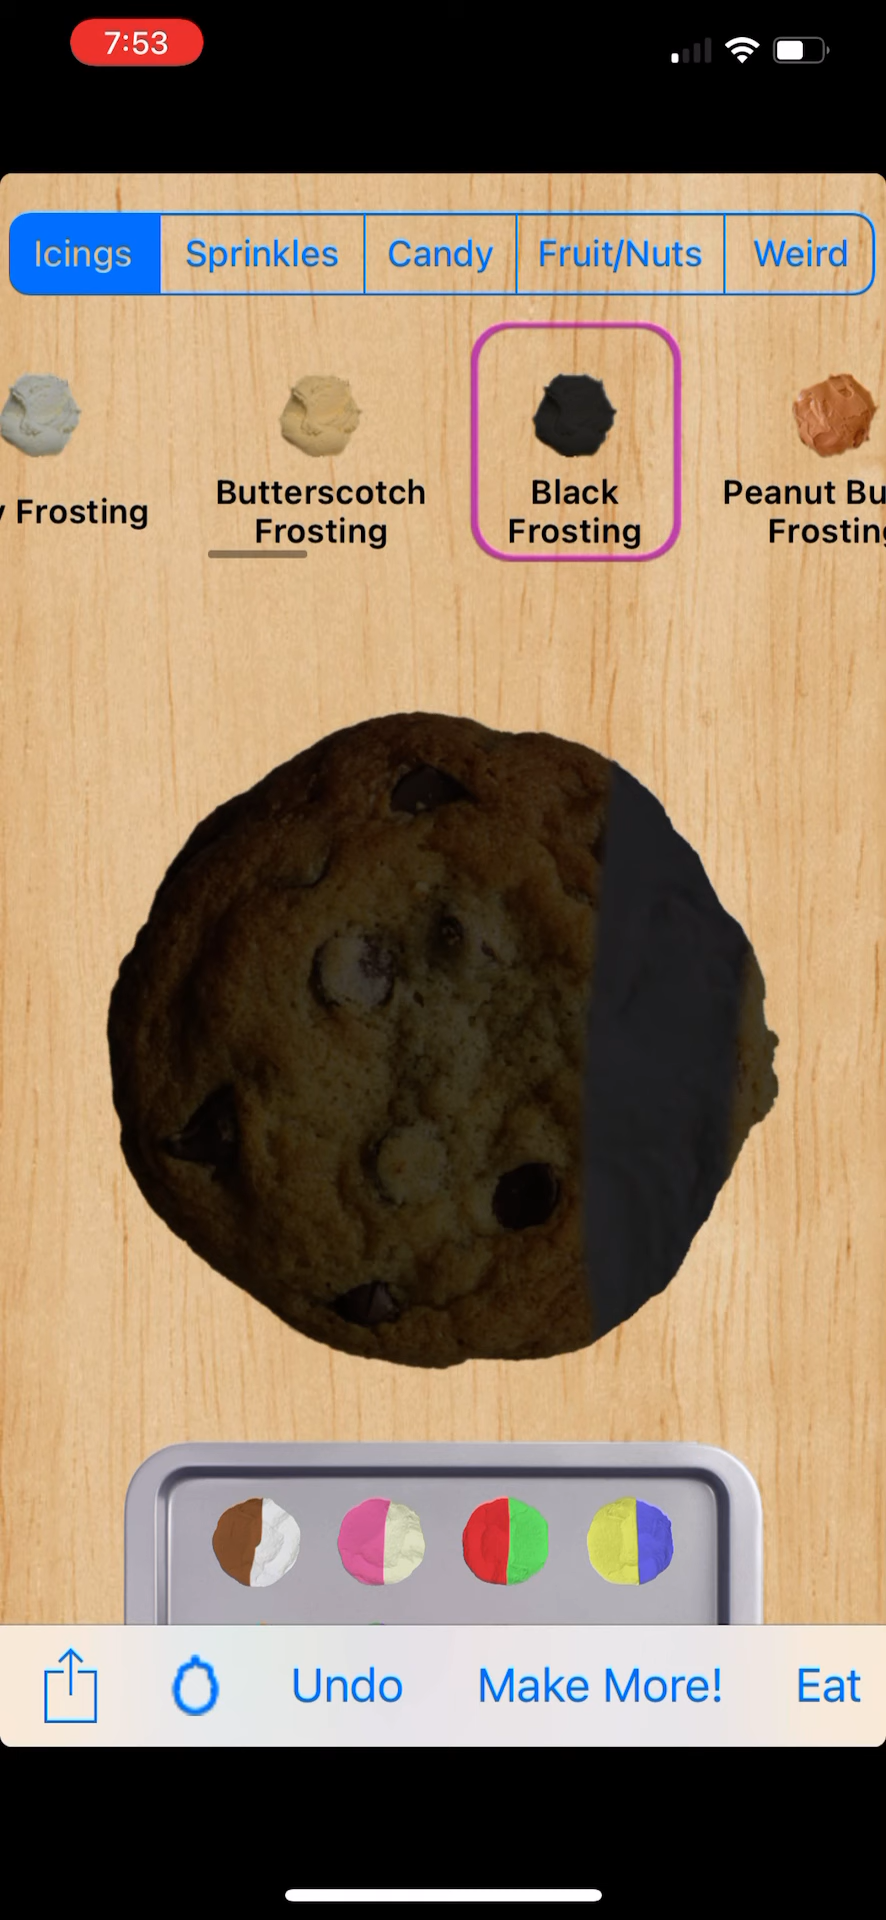 7:53
Icings Sprinkles Candy Fruit/Nuts Weird
Frosting
Butterscotch
Frosting
Black
Frosting
Peanut Bu
Frosting
Undo Make More! Eat